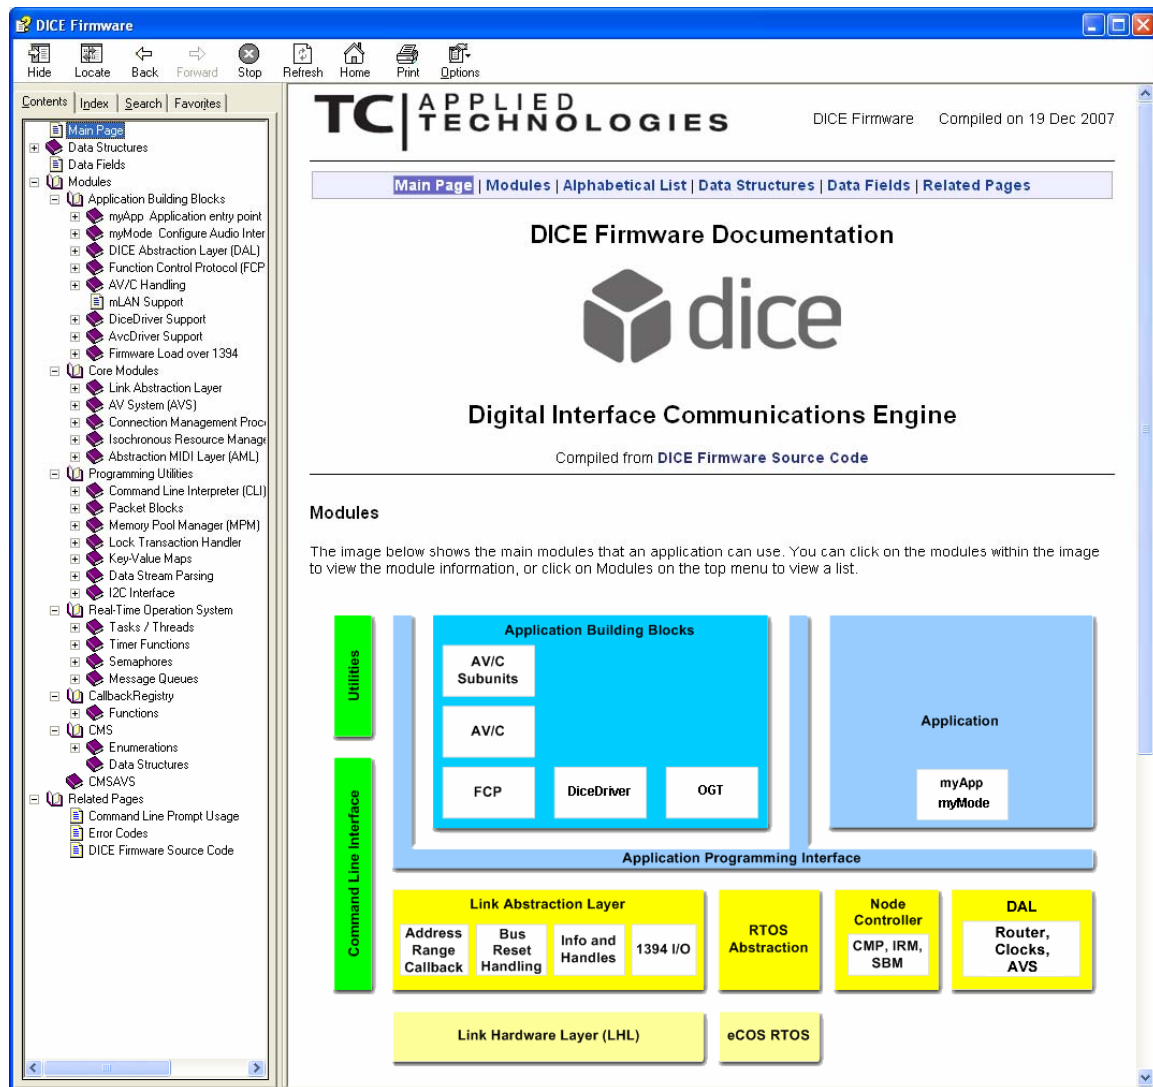 DICE Firmware
Hide Locate Back Forward Stop Refresh Home Print Options
Contents Index Search Favorites
Main Page
Data Structures
Data Fields
Modules
Application Building Blocks
myApp Application entry point
myMode Configure Audio Inter
DICE Abstraction Layer (DAL)
Function Control Protocol (FCP
AV/C Handling
mLAN Support
DiceDriver Support
AvcDriver Support
Firmware Load over 1394
Core Modules
Link Abstraction Layer
AV System (AVS)
Connection Management Proc
Isochronous Resource Manage
Abstraction MIDI Layer (AML)
Programming Utilities
Command Line Interpreter (CLI)
Packet Blocks
Memory Pool Manager (MPM)
Lock Transaction Handler
Key-Value Maps
Data Stream Parsing
I2C Interface
Real-Time Operation System
Tasks / Threads
Timer Functions
Semaphores
Message Queues
CallbackRegistry
Functions
CMS
Enumerations
Data Structures
CMSAVS
Related Pages
Command Line Prompt Usage
Error Codes
DICE Firmware Source Code
TC APPLIED
TECHNOLOGIES
DICE Firmware Compiled on 19 Dec 2007
Main Page | Modules | Alphabetical List | Data Structures | Data Fields | Related Pages
DICE Firmware Documentation
dice
Digital Interface Communications Engine
Compiled from DICE Firmware Source Code
Modules
The image below shows the main modules that an application can use. You can click on the modules within the image
to view the module information, or click on Modules on the top menu to view a list.
Utilities
Command Line Interface
Application Building Blocks
AV/C
Subunits
AV/C
FCP
DiceDriver
OGT
Application
myApp
myMode
Application Programming Interface
Link Abstraction Layer
Address
Range
Callback
Bus
Reset
Handling
Info and
Handles
1394 I/O
RTOS
Abstraction
Node
Controller
CMP, IRM,
SBM
DAL
Router,
Clocks,
AVS
Link Hardware Layer (LHL)
eCOS RTOS